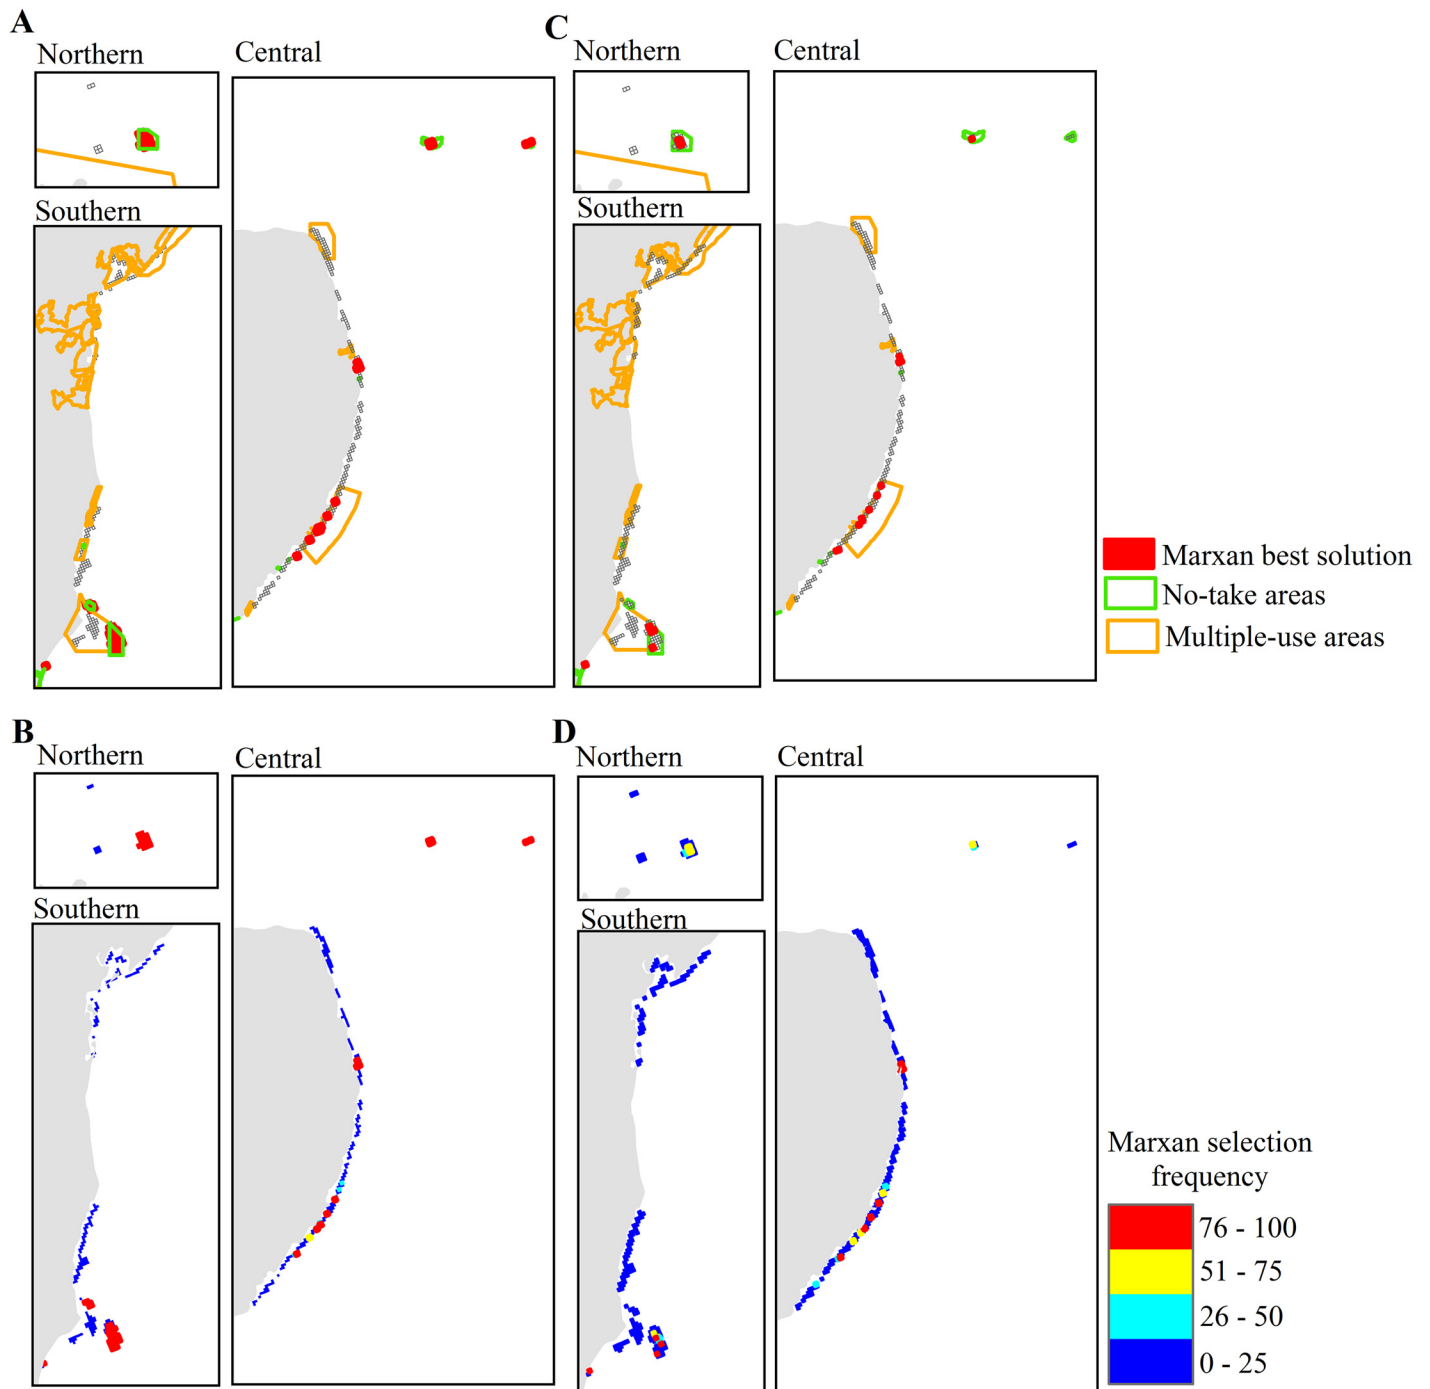 A
Northern
Central
Southern
C
Northern
Central
Southern
Marxan best solution
No-take areas
Multiple-use areas
B
Northern
Central
Southern
D
Northern
Central
Southern
Marxan selection
frequency
76 - 100
51 - 75
26 - 50
0 - 25